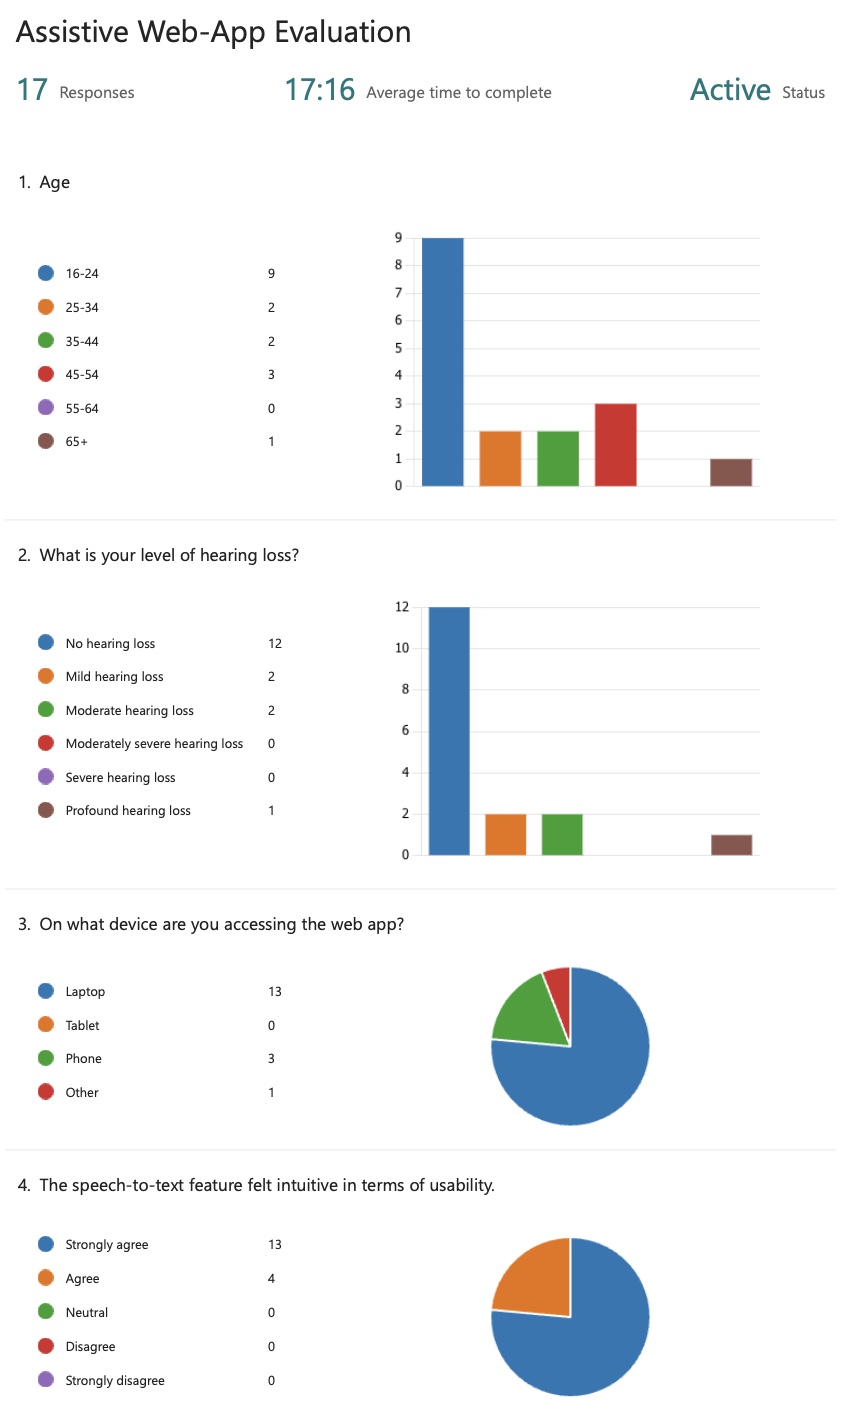 Assistive Web-App Evaluation
17 Responses 17:16 Average time to complete Active Status
1. Age
16-24 9
25-34 2
35-44 2
45-54 3
55-64 0
65+ 1
9
8
7
6
5
4
3
2
1
0
2. What is your level of hearing loss?
No hearing loss 12
Mild hearing loss 2
Moderate hearing loss 2
Moderately severe hearing loss 0
Severe hearing loss 0
Profound hearing loss 1
12
10
8
6
4
2
0
3. On what device are you accessing the web app?
Laptop 13
Tablet 0
Phone 3
Other 1
4. The speech-to-text feature felt intuitive in terms of usability.
Strongly agree 13
Agree 4
Neutral 0
Disagree 0
Strongly disagree 0